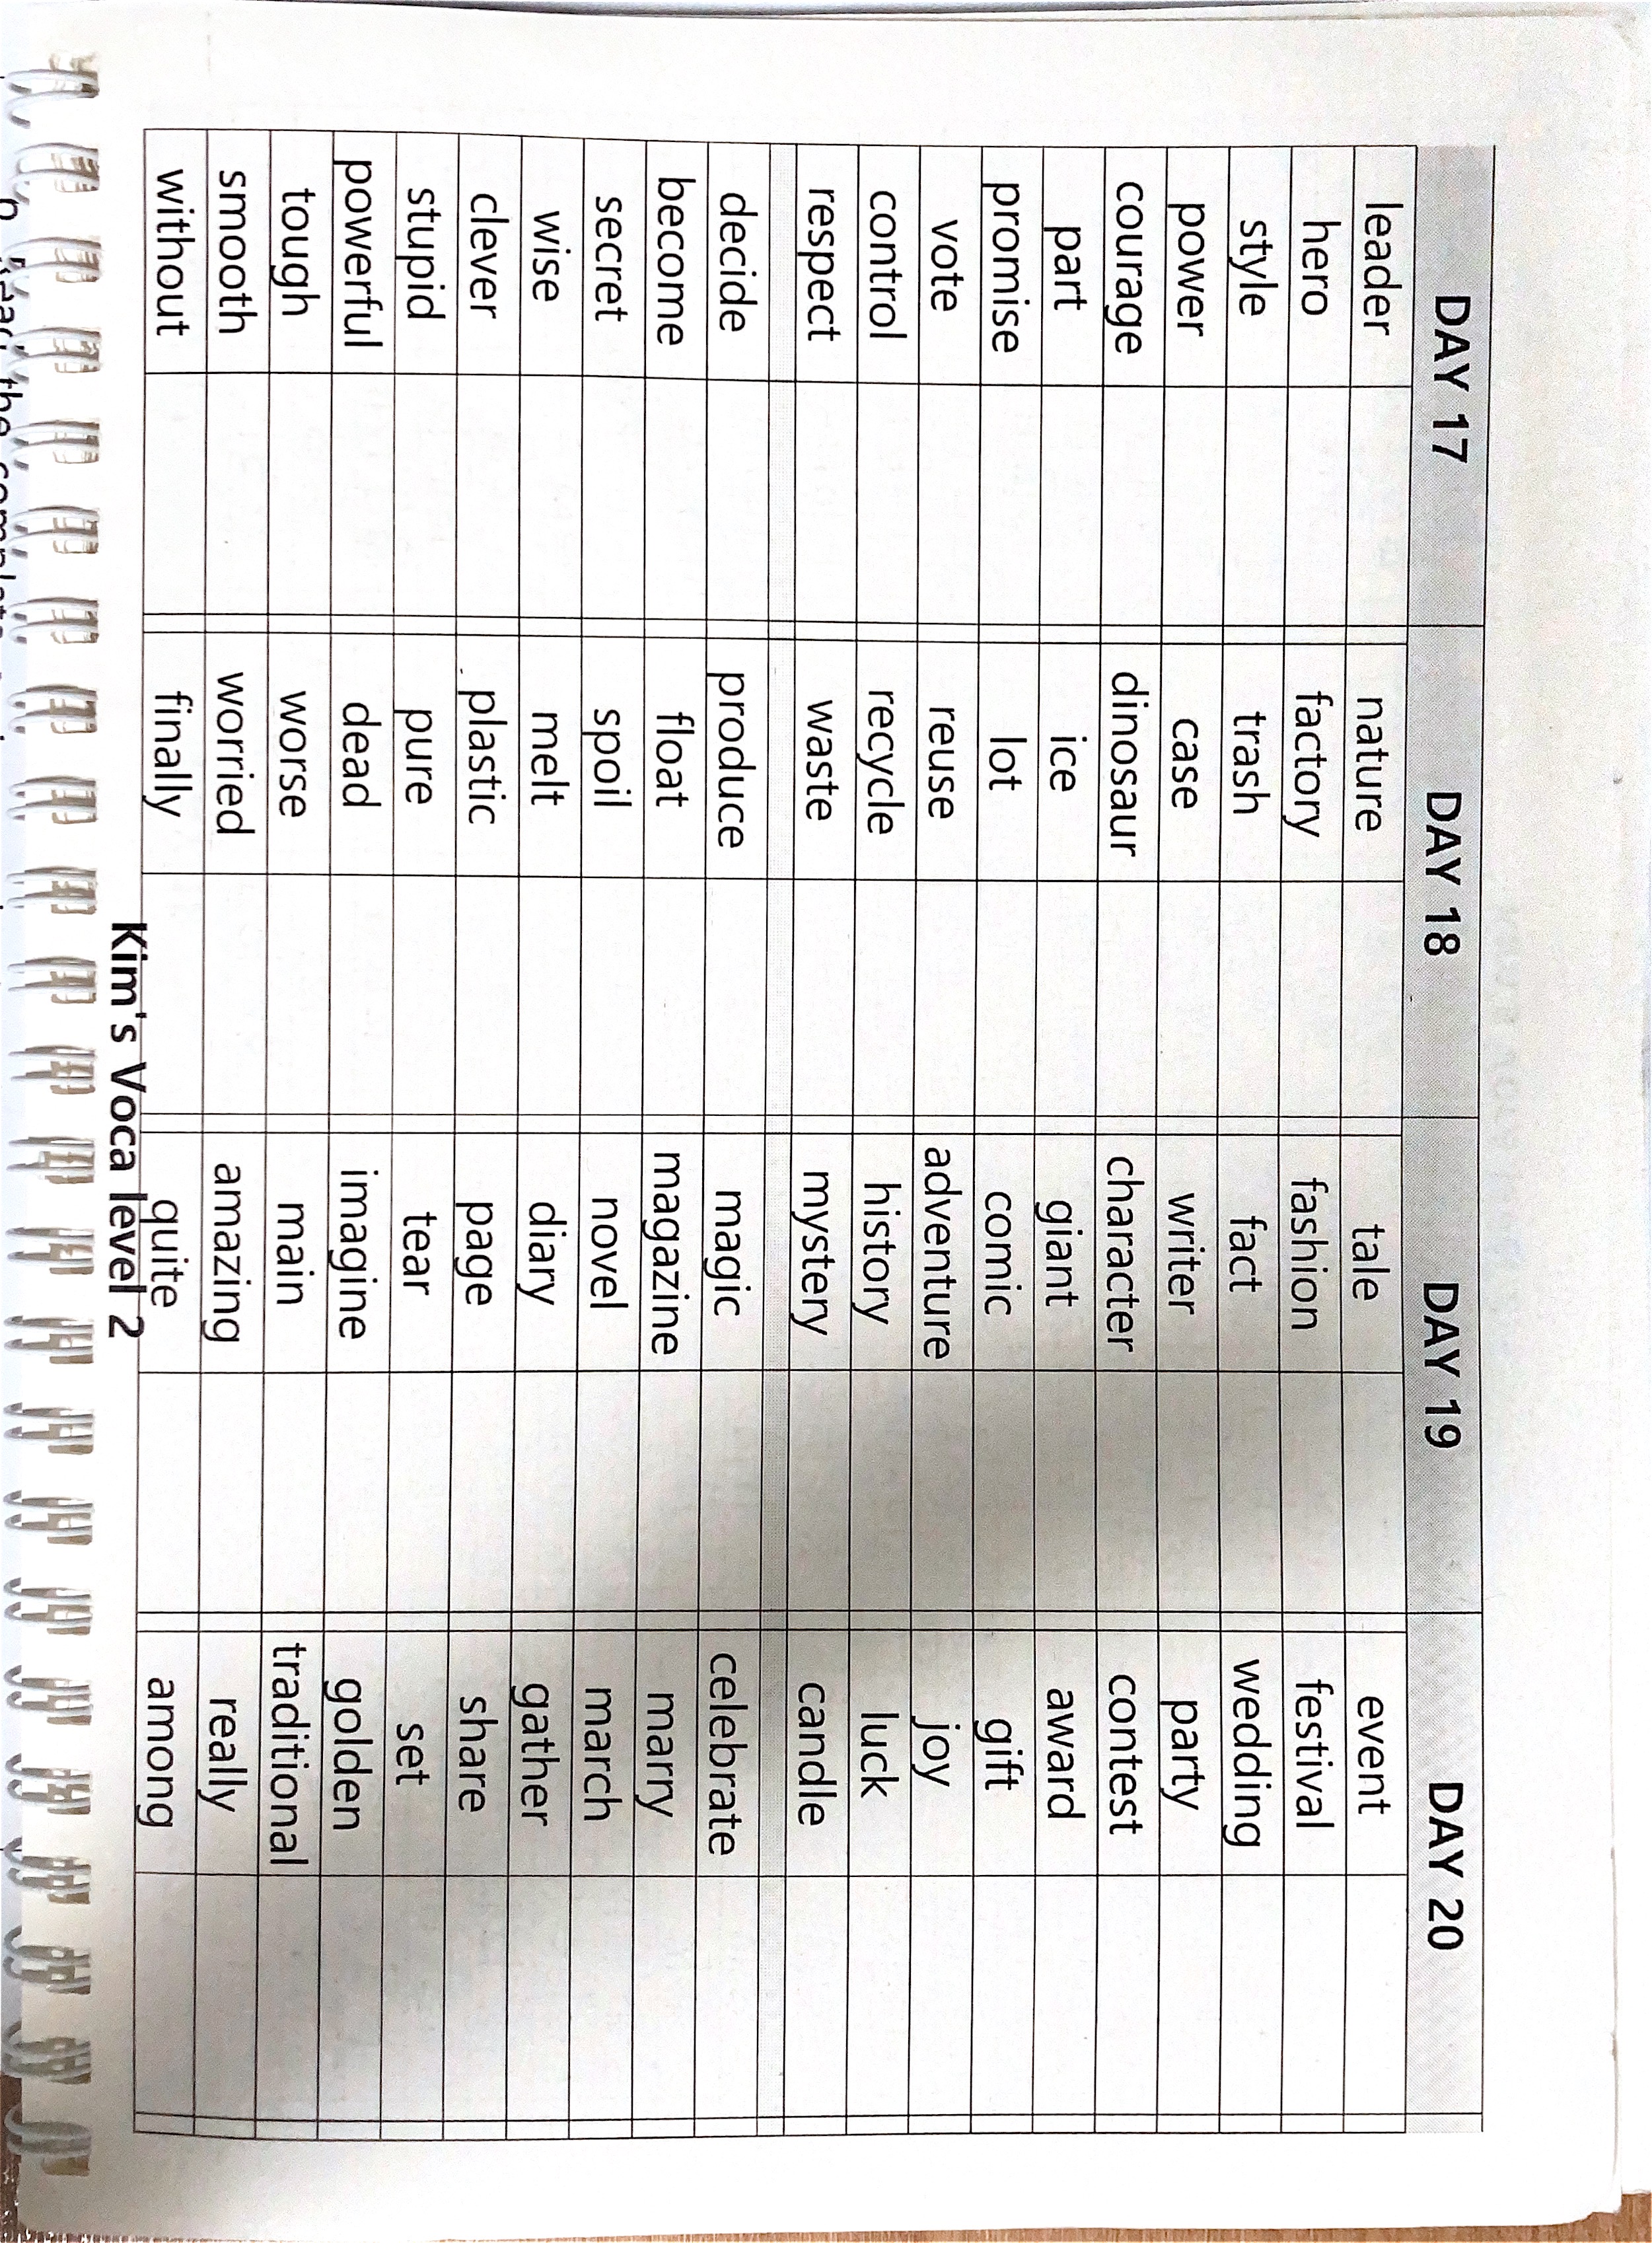 DAY 17 DAY 18 DAY 19 DAY 20
leader nature tale event
hero factory fashion festival
style trash fact wedding
power case writer party
courage dinosaur character contest
part ice giant award
promise lot comic gift
vote reuse adventure joy
control recycle history luck
respect waste mystery candle
decide produce magic celebrate
become float magazine marry
secret spoil novel march
wise melt diary gather
clever plastic page share
stupid pure tear set
powerful dead imagine golden
tough worse main traditional
smooth worried amazing really
without finally quite among
Kim's Voca level 2